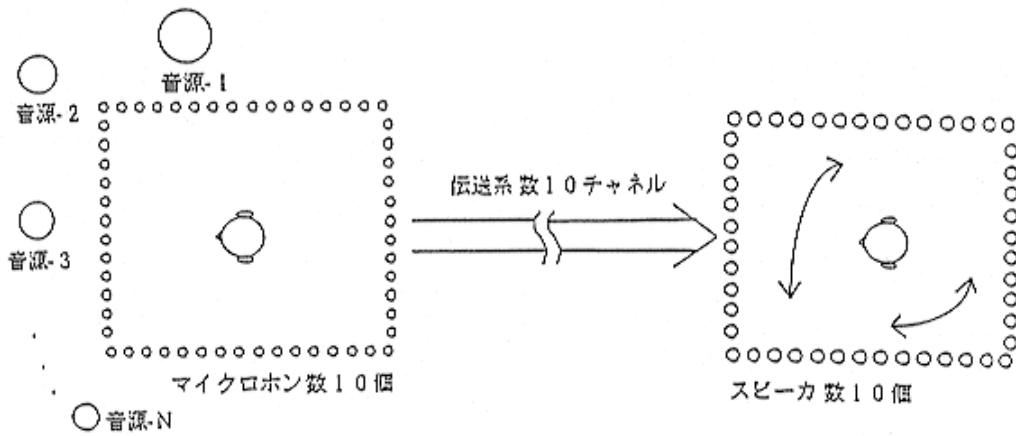 音源-1
音源-2
音源-3
音源-N
マイクロホン数10個
伝送系数10チャネル
スピーカ数10個